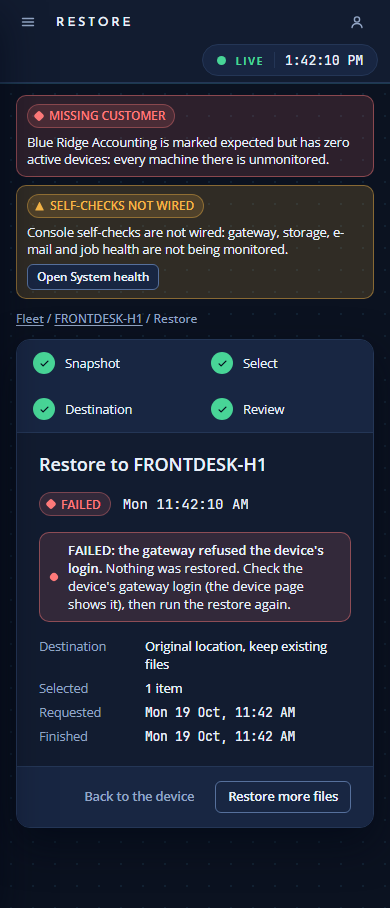 RESTORE
LIVE 1:42:10 PM
MISSING CUSTOMER
Blue Ridge Accounting is marked expected but has zero
active devices: every machine there is unmonitored.
SELF-CHECKS NOT WIRED
Console self-checks are not wired: gateway, storage, e-
mail and job health are not being monitored.
Open System health
Fleet / FRONTDESK-H1 / Restore
Snapshot
Select
Destination
Review
Restore to FRONTDESK-H1
FAILED Mon 11:42:10 AM
FAILED: the gateway refused the device's
login. Nothing was restored. Check the
device's gateway login (the device page
shows it), then run the restore again.
Destination Original location, keep existing
files
Selected 1 item
Requested Mon 19 Oct, 11:42 AM
Finished Mon 19 Oct, 11:42 AM
Back to the device Restore more files